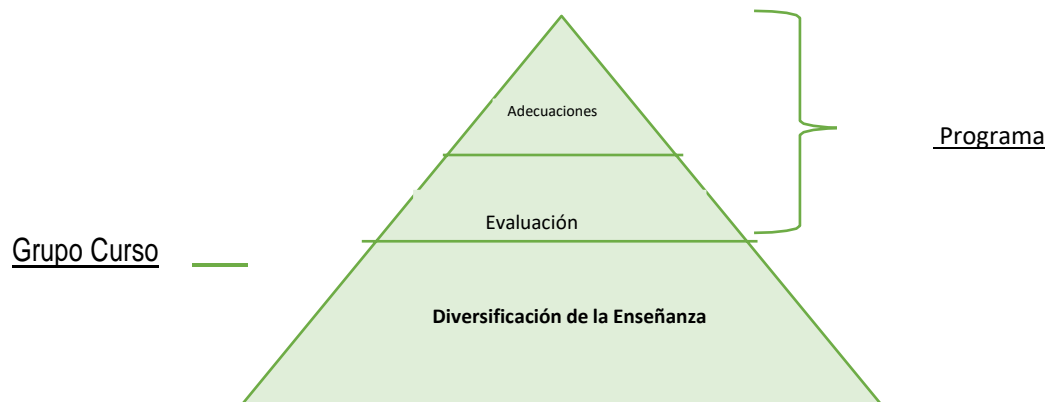 Adecuaciones
Programa
Evaluación
Grupo Curso
Diversificación de la Enseñanza